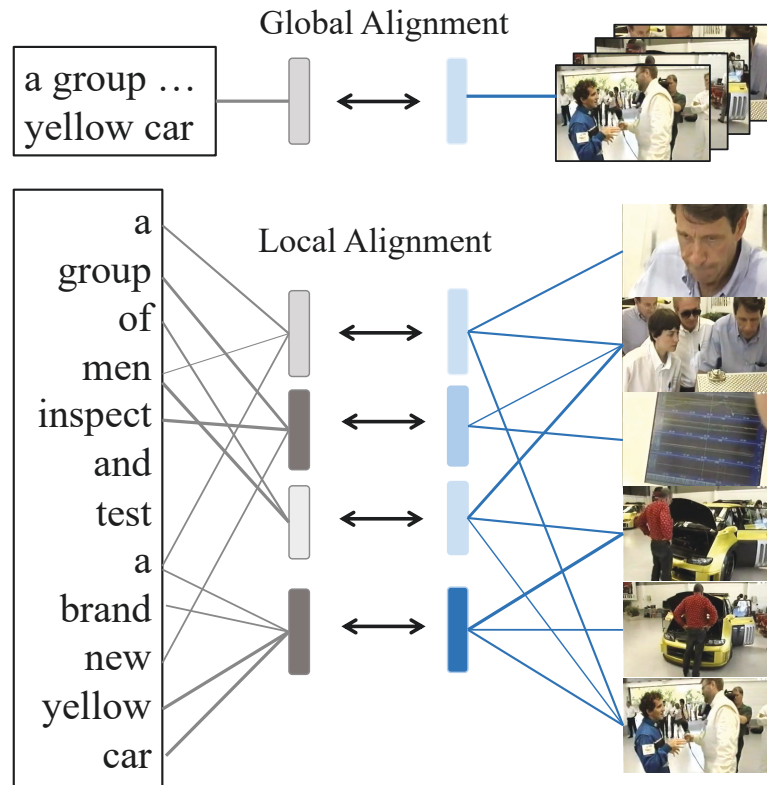 Global Alignment
a group …
yellow car
Local Alignment
a
group
of
men
inspect
and
test
a
brand
new
yellow
car